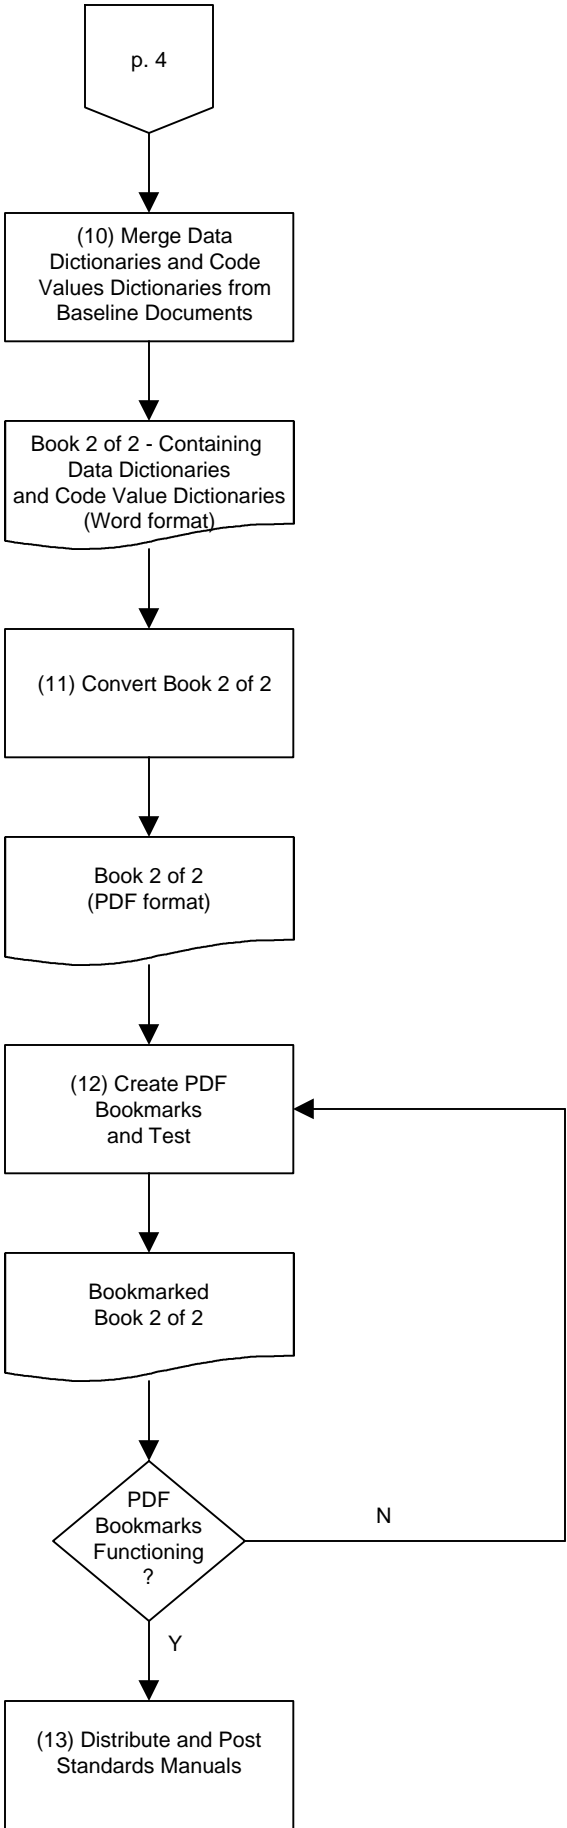 p. 4
(10) Merge Data
Dictionaries and Code
Values Dictionaries from
Baseline Documents
Book 2 of 2 - Containing
Data Dictionaries
and Code Value Dictionaries
(Word format)
(11) Convert Book 2 of 2
Book 2 of 2
(PDF format)
(12) Create PDF
Bookmarks
and Test
Bookmarked
Book 2 of 2
PDF
Bookmarks
Functioning
?
N
Y
(13) Distribute and Post
Standards Manuals